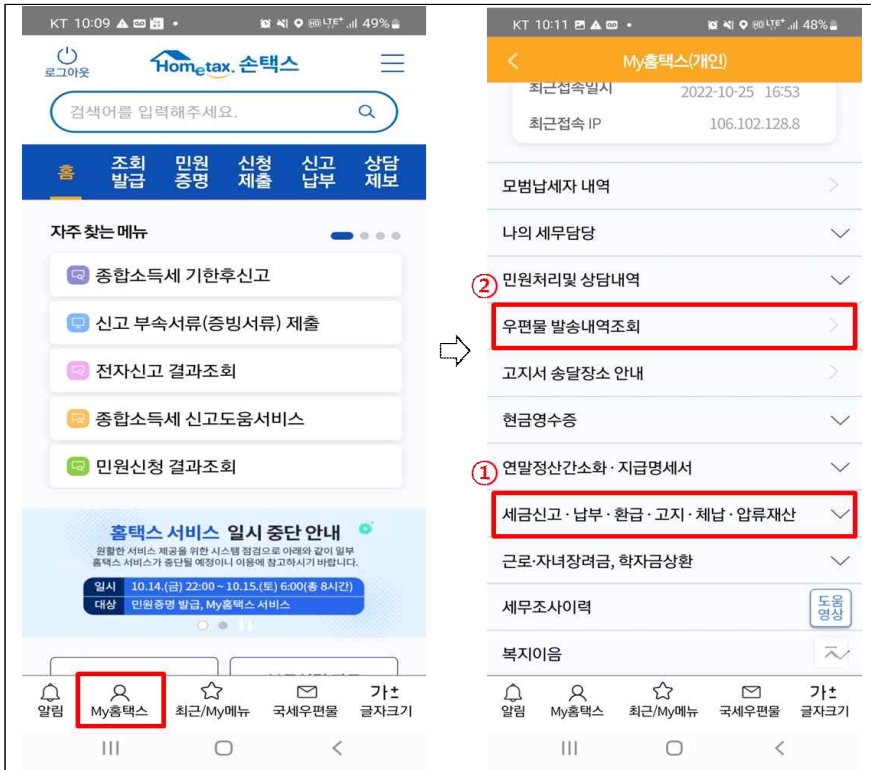 KT 10:09 49%
로그아웃
Hometax. 손택스
검색어를 입력해주세요.
홈
조회 발급
민원 증명
신청 제출
신고 납부
상담 제보
자주 찾는 메뉴
종합소득세 기한후신고
신고 부속서류(증빙서류) 제출
전자신고 결과조회
종합소득세 신고도움서비스
민원신청 결과조회
홈택스 서비스 일시 중단 안내
원활한 서비스 제공을 위한 시스템 점검으로 아래와 같이 일부
홈택스 서비스가 중단될 예정이니 이용에 참고하시기 바랍니다.
일시 10.14.(금) 22:00 ~ 10.15.(토) 6:00(총 8시간)
대상 민원증명 발급, My홈택스 서비스
알림 My홈택스 최근/My메뉴 국세우편물 가± 글자크기
KT 10:11 48%
My홈택스(개인)
최근접속일시 2022-10-25 16:53
최근접속 IP 106.102.128.8
모범납세자 내역
나의 세무담당
민원처리및 상담내역
②
우편물 발송내역조회
고지서 송달장소 안내
현금영수증
연말정산간소화·지급명세서
①
세금신고·납부·환급·고지·체납·압류재산
근로·자녀장려금, 학자금상환
세무조사이력
도움 영상
복지이음
알림 My홈택스 최근/My메뉴 국세우편물 가± 글자크기